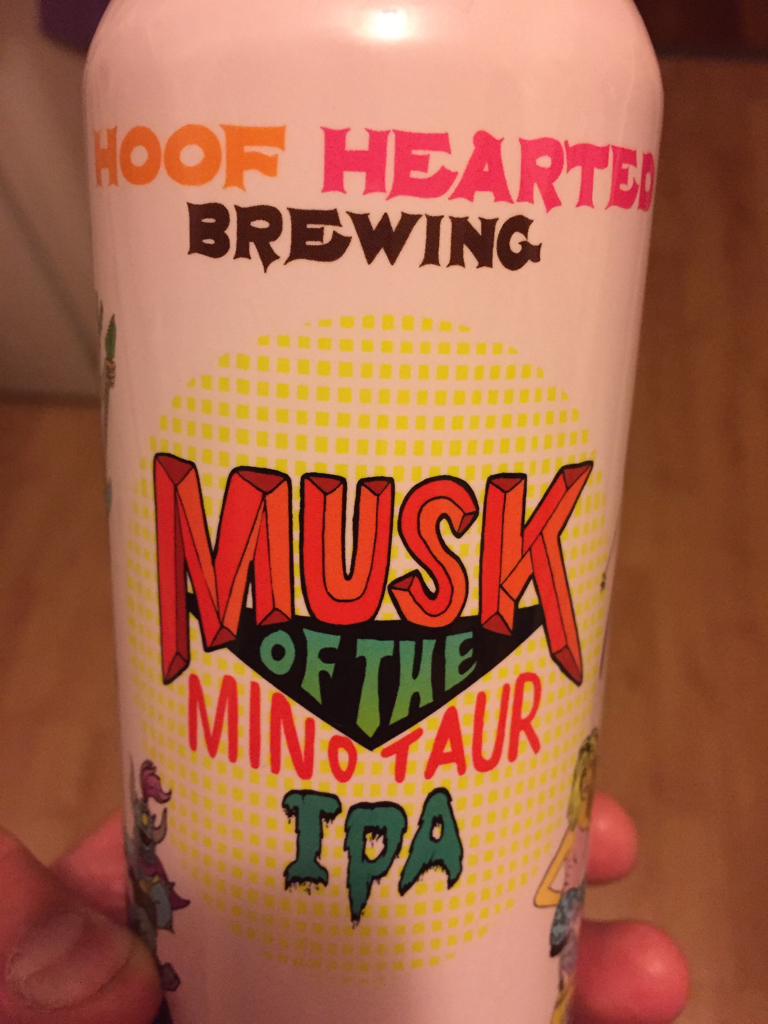 HOOF HEARTED
BREWING
MUSK
OF THE
MINOTAUR
IPA